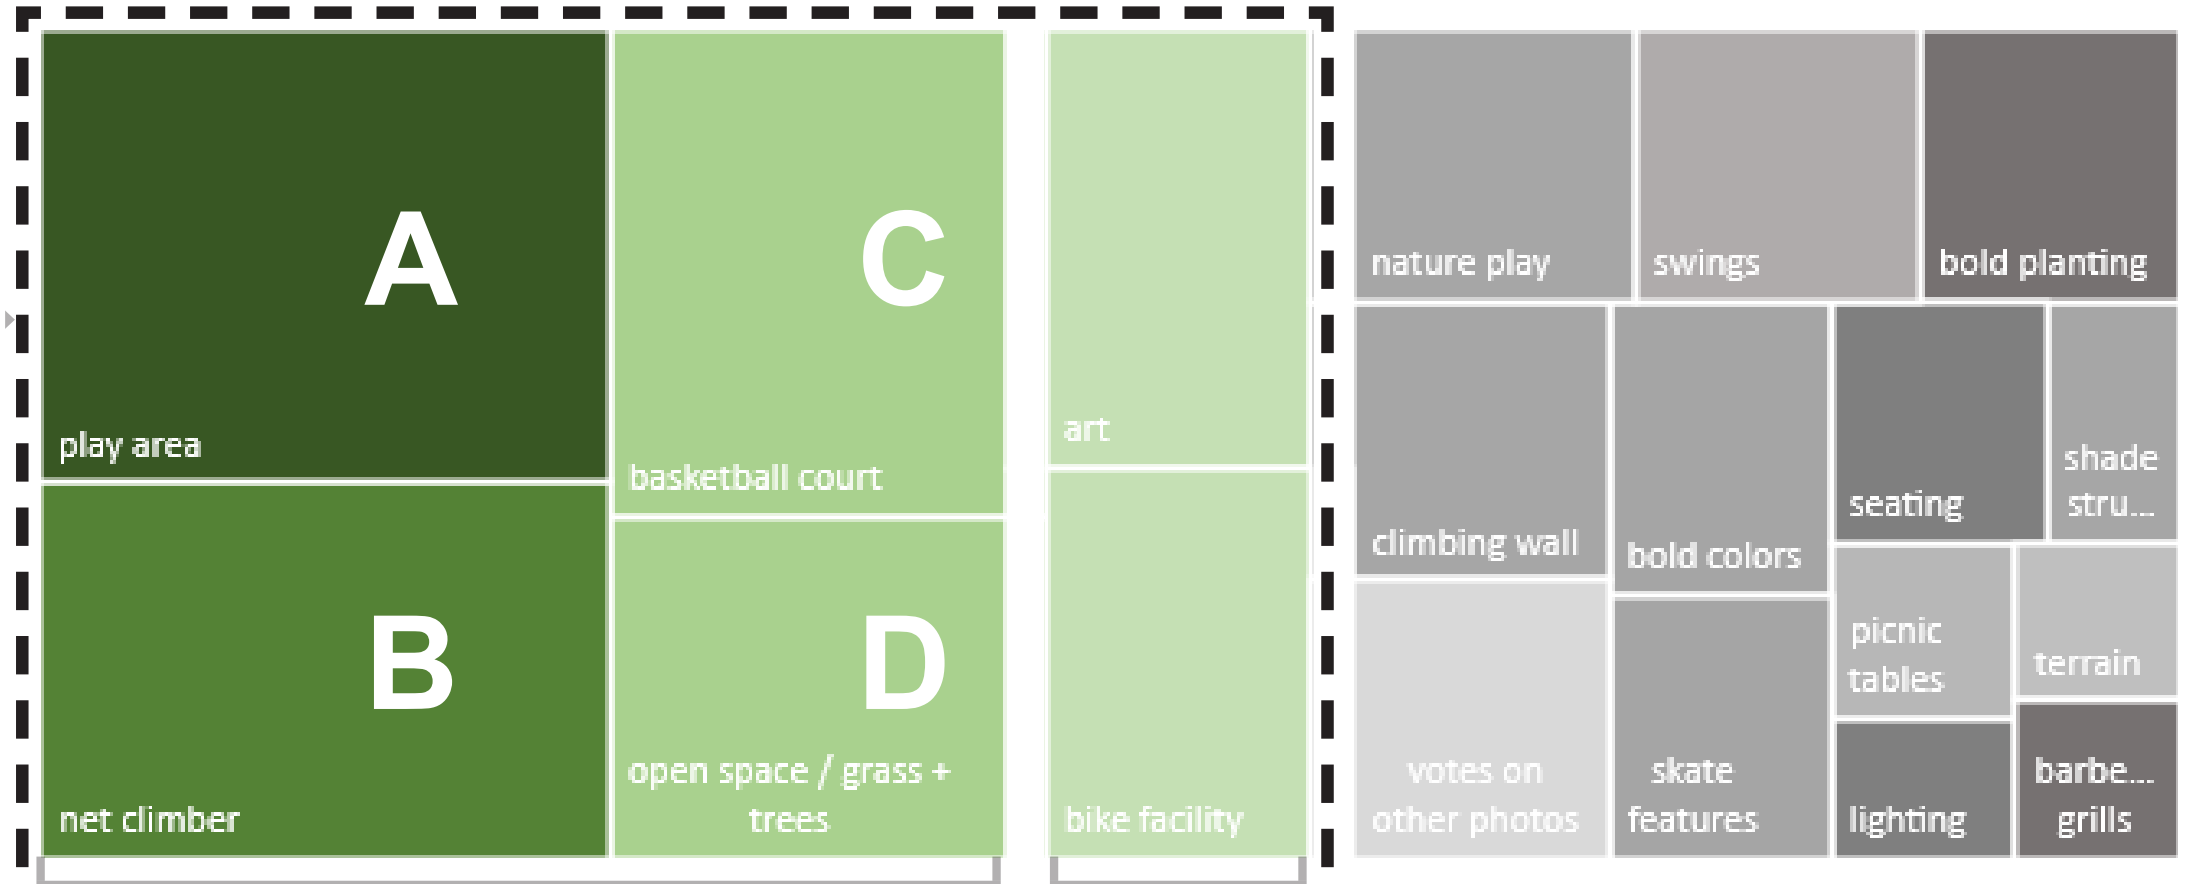 A
play area
B
net climber
C
basketball court
D
open space / grass +
trees
art
bike facility
nature play
swings
bold planting
climbing wall
bold colors
seating
shade
stru...
votes on
other photos
skate
features
picnic
tables
terrain
lighting
barbe...
grills